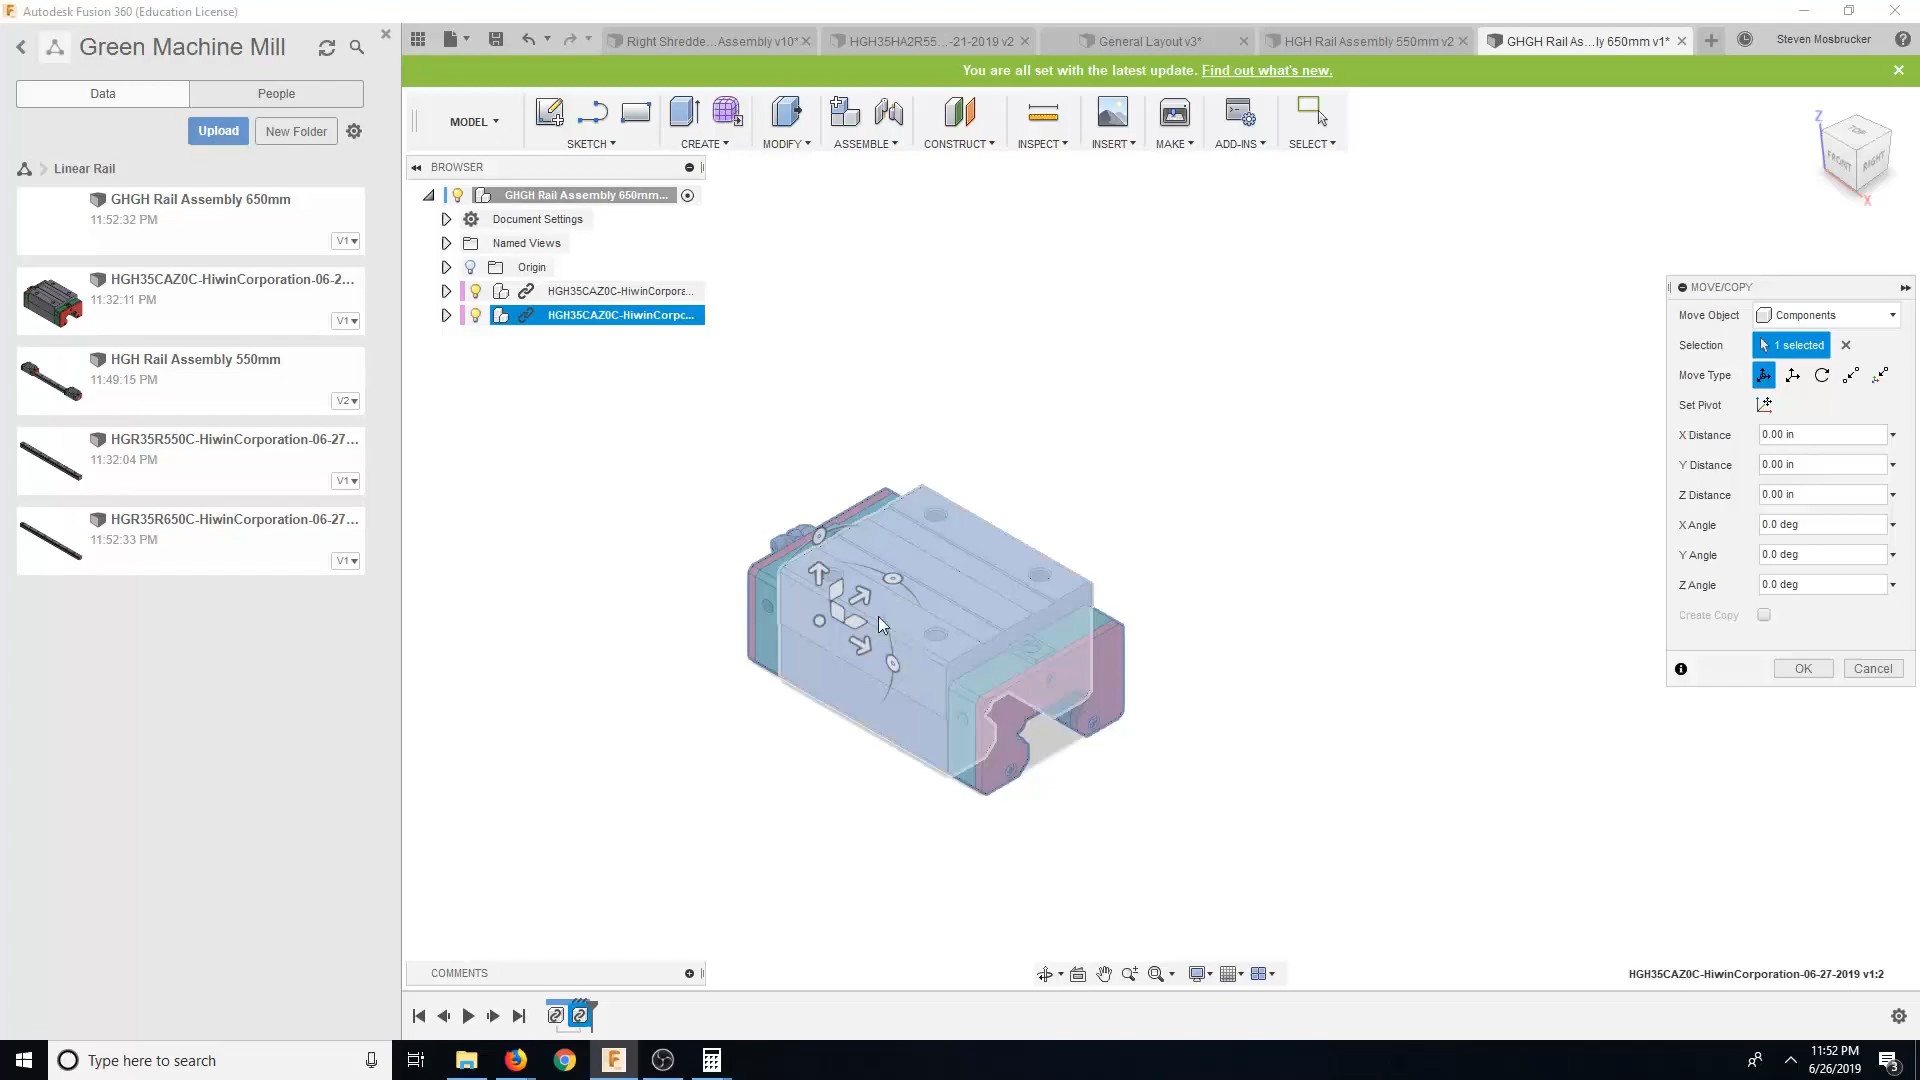 Autodesk Fusion 360 (Education License)
Green Machine Mill
Data
People
Upload
New Folder
Linear Rail
GHGH Rail Assembly 650mm
11:52:32 PM
V1
HGH35CAZ0C-HiwinCorporation-06-2...
11:32:11 PM
V1
HGH Rail Assembly 550mm
11:49:15 PM
V2
HGR35R550C-HiwinCorporation-06-27...
11:32:04 PM
V1
HGR35R650C-HiwinCorporation-06-27...
11:52:33 PM
V1
Right Shredde...Assembly v10*
HGH35HA2R55...-21-2019 v2
General Layout v3*
HGH Rail Assembly 550mm v2
GHGH Rail As...ly 650mm v1*
Steven Mosbrucker
You are all set with the latest update. Find out what's new.
MODEL
SKETCH
CREATE
MODIFY
ASSEMBLE
CONSTRUCT
INSPECT
INSERT
MAKE
ADD-INS
SELECT
BROWSER
GHGH Rail Assembly 650mm...
Document Settings
Named Views
Origin
HGH35CAZ0C-HiwinCorpora...
HGH35CAZ0C-HiwinCorpc...
Z
TOP
FRONT
RIGHT
X
MOVE/COPY
Move Object
Components
Selection
1 selected
Move Type
Set Pivot
X Distance
0.00 in
Y Distance
0.00 in
Z Distance
0.00 in
X Angle
0.0 deg
Y Angle
0.0 deg
Z Angle
0.0 deg
Create Copy
OK
Cancel
COMMENTS
HGH35CAZ0C-HiwinCorporation-06-27-2019 v1:2
Type here to search
11:52 PM
6/26/2019
3